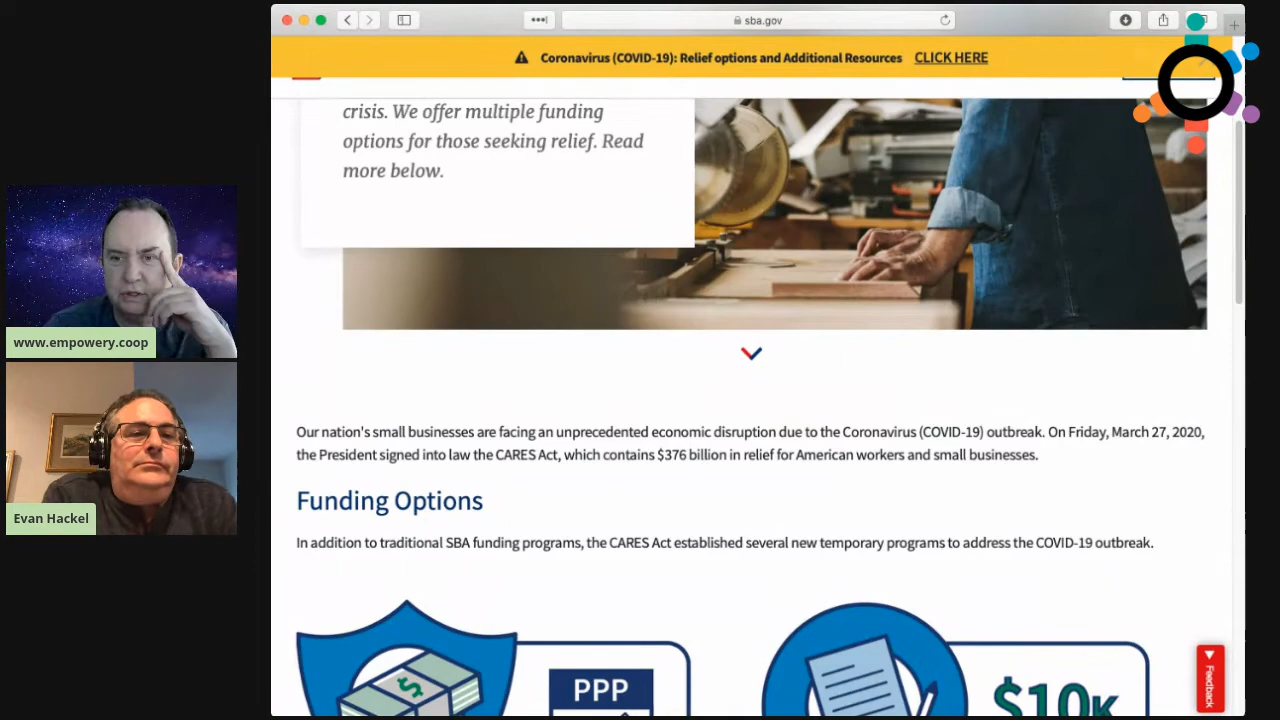 sba.gov
Coronavirus (COVID-19): Relief options and Additional Resources CLICK HERE
crisis. We offer multiple funding
options for those seeking relief. Read
more below.
www.empowery.coop
Evan Hackel
Our nation's small businesses are facing an unprecedented economic disruption due to the Coronavirus (COVID-19) outbreak. On Friday, March 27, 2020,
the President signed into law the CARES Act, which contains $376 billion in relief for American workers and small businesses.
Funding Options
In addition to traditional SBA funding programs, the CARES Act established several new temporary programs to address the COVID-19 outbreak.
$
PPP
$10K
Feedback